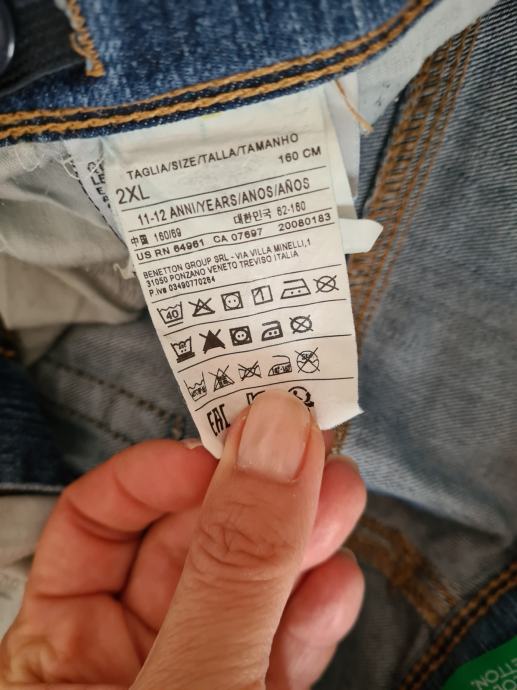 TAGLIA/SIZE/TALLA/TAMANHO
2XL 160 CM
11-12 ANNI/YEARS/ANOS/AÑOS
中國 160/69 대한민국 62-160
US RN 64961 CA 07697 20080183
BENETTON GROUP SRL - VIA VILLA MINELLI,1
31050 PONZANO VENETO TREVISO ITALIA
P.iva 03490770264
40
EAC